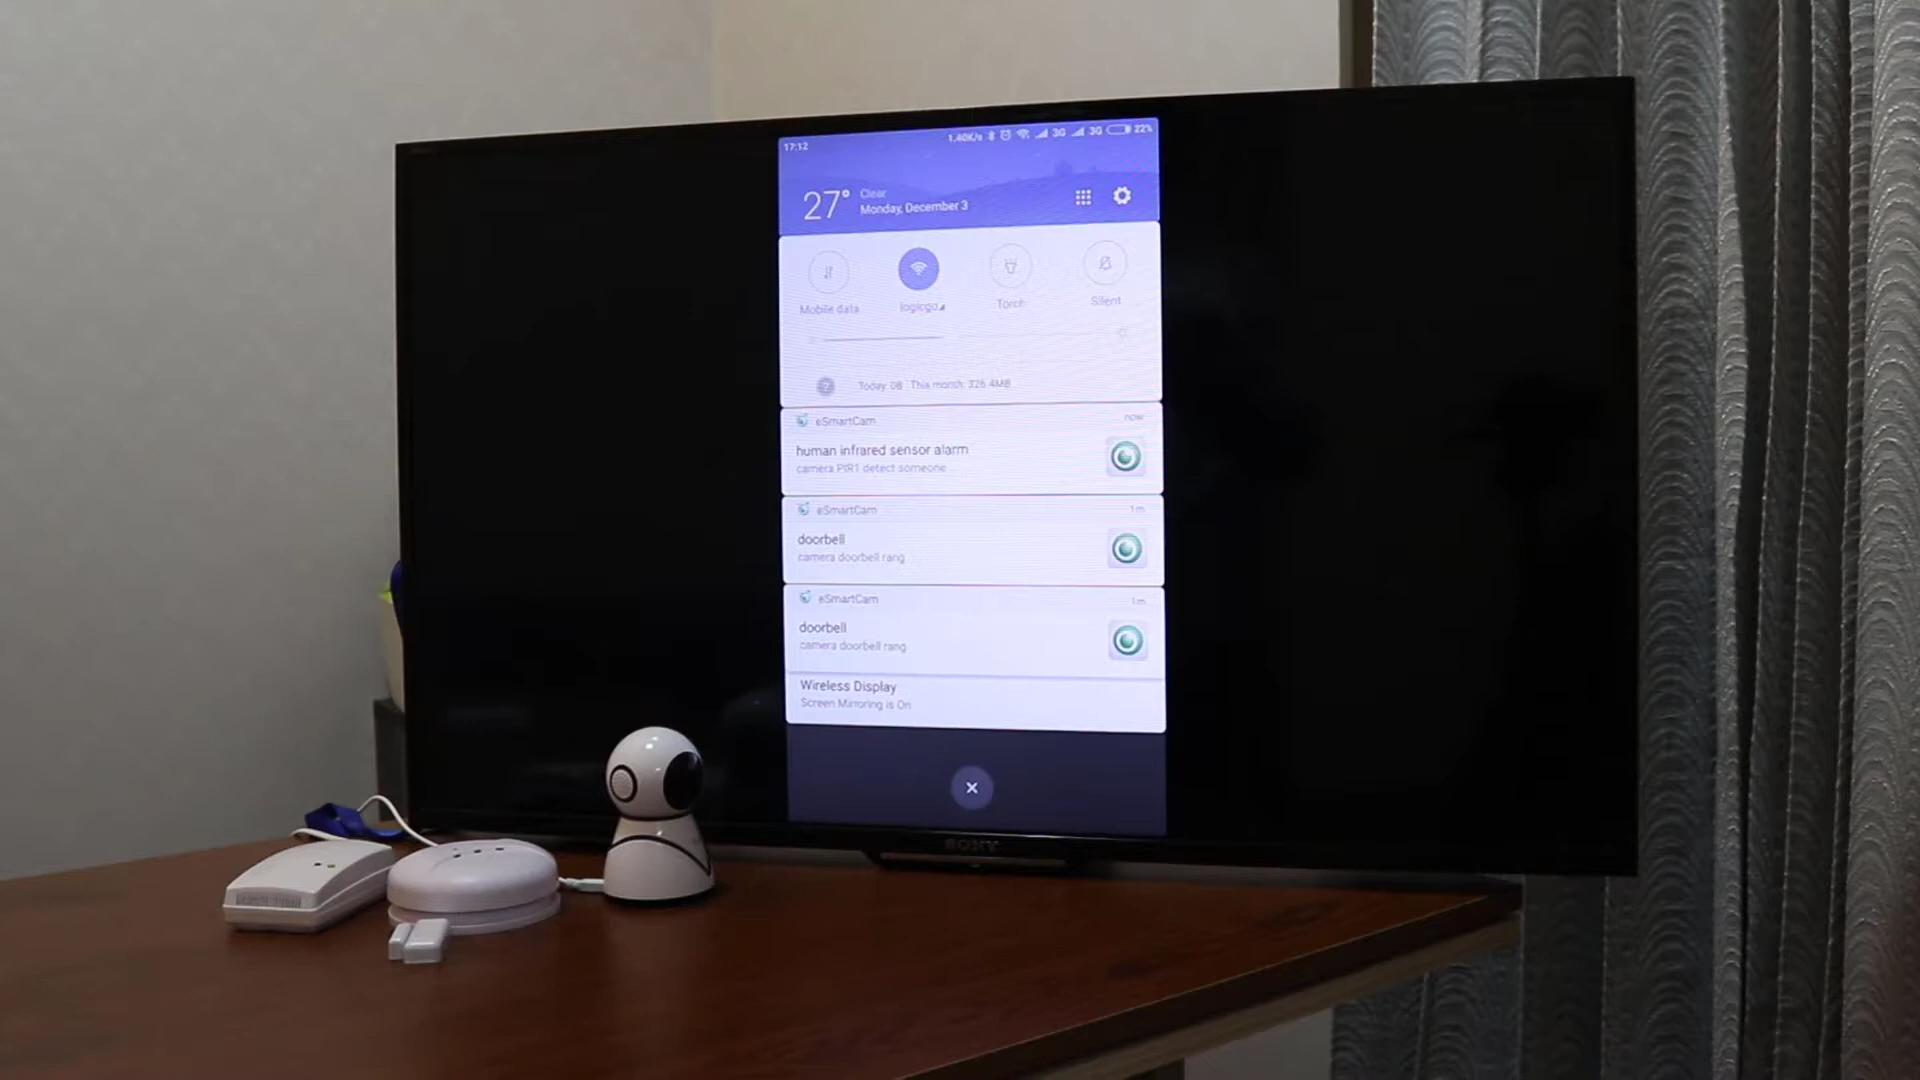 17:12
1.40K/s 3G 3G 22%
27° Clear
Monday, December 3
Mobile data
logicgo
Torch
Silent
Today: 0B This month: 326.4MB
eSmartCam now
human infrared sensor alarm
camera PIR1 detect someone
eSmartCam 1m
doorbell
camera doorbell rang
eSmartCam 1m
doorbell
camera doorbell rang
Wireless Display
Screen Mirroring is On
SONY